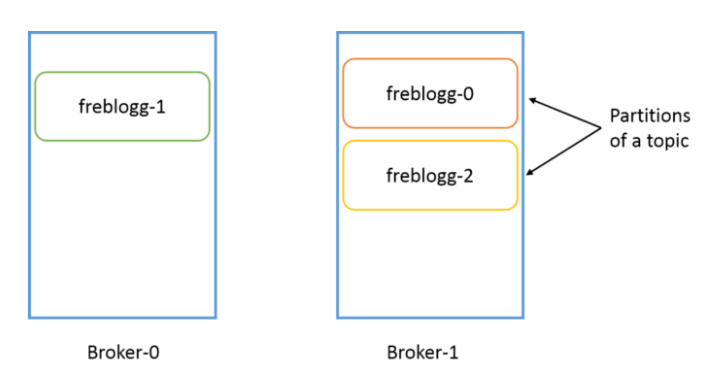 freblogg-1
freblogg-0
freblogg-2
Partitions
of a topic
Broker-0
Broker-1